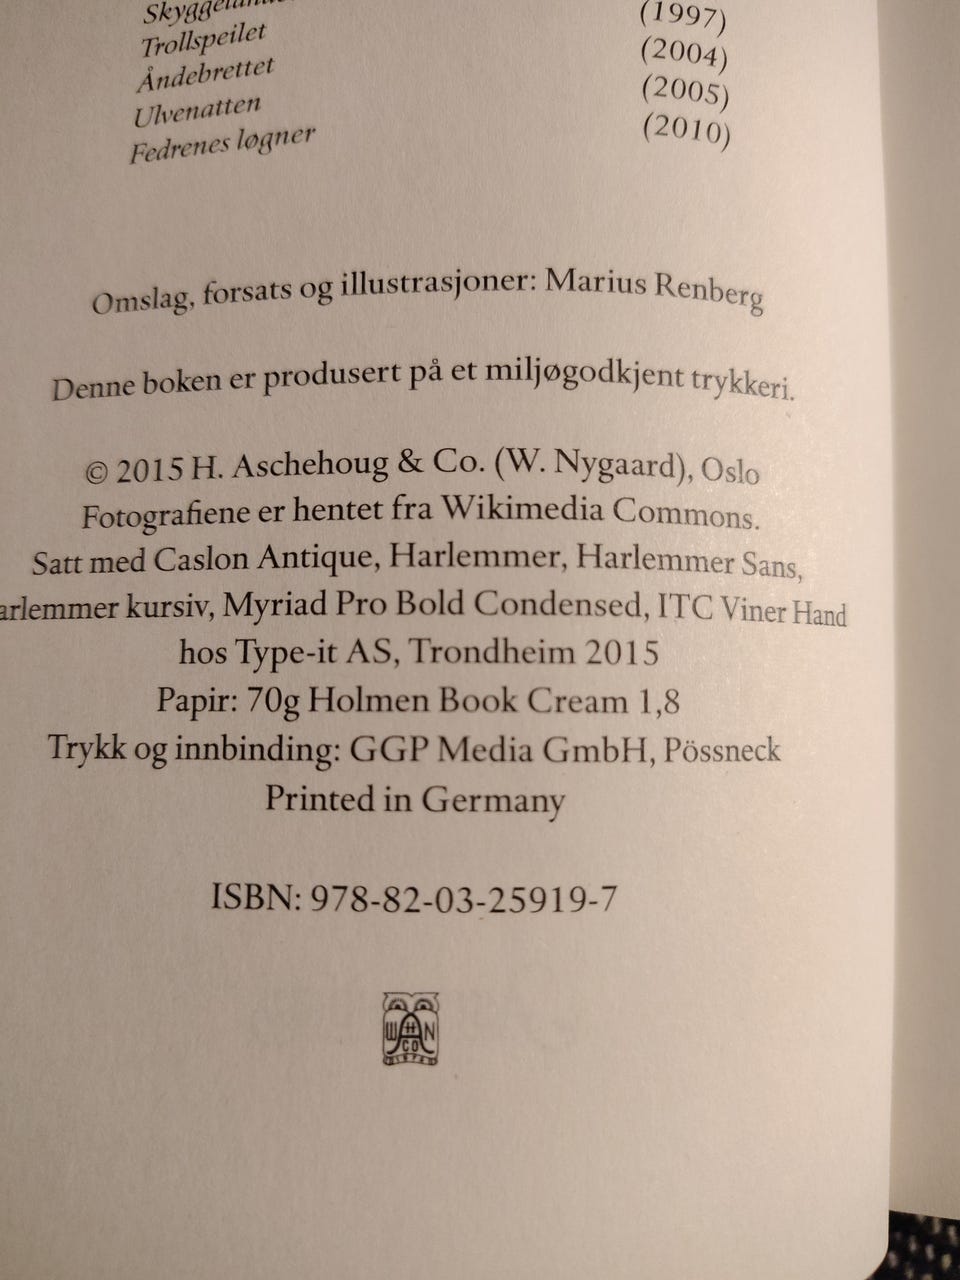 Trollspeilet (1997)
Åndebrettet (2004)
Ulvenatten (2005)
Fedrenes løgner (2010)
Omslag, forsats og illustrasjoner: Marius Renberg
Denne boken er produsert på et miljøgodkjent trykkeri.
© 2015 H. Aschehoug & Co. (W. Nygaard), Oslo
Fotografiene er hentet fra Wikimedia Commons.
Satt med Caslon Antique, Harlemmer, Harlemmer Sans,
arlemmer kursiv, Myriad Pro Bold Condensed, ITC Viner Hand
hos Type-it AS, Trondheim 2015
Papir: 70g Holmen Book Cream 1,8
Trykk og innbinding: GGP Media GmbH, Pössneck
Printed in Germany
ISBN: 978-82-03-25919-7
W H N
CO